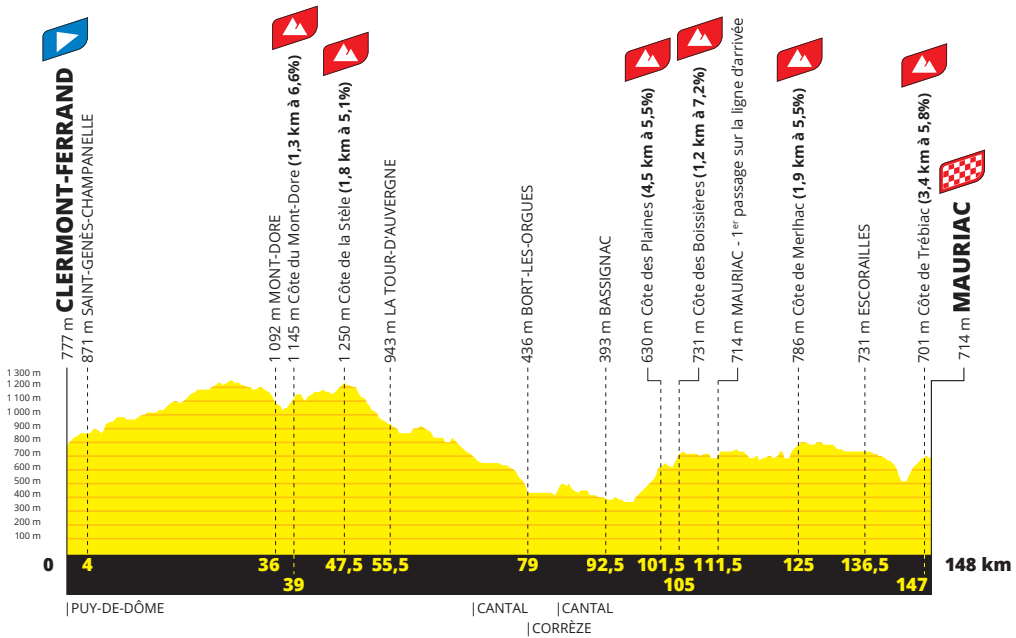 777 m CLERMONT-FERRAND
871 m SAINT-GENÈS-CHAMPANELLE
1 092 m MONT-DORE
1 145 m Côte du Mont-Dore (1,3 km à 6,6%)
1 250 m Côte de la Stèle (1,8 km à 5,1%)
943 m LA TOUR-D'AUVERGNE
436 m BORT-LES-ORGUES
393 m BASSIGNAC
630 m Côte des Plaines (4,5 km à 5,5%)
731 m Côte des Boissières (1,2 km à 7,2%)
714 m MAURIAC - 1er passage sur la ligne d'arrivée
786 m Côte de Merlhac (1,9 km à 5,5%)
731 m ESCORAILLES
701 m Côte de Trébiac (3,4 km à 5,8%)
714 m MAURIAC
1 300 m
1 200 m
1 100 m
1 000 m
900 m
800 m
700 m
600 m
500 m
400 m
300 m
200 m
100 m
0 4 36 47,5 55,5 79 92,5 101,5 111,5 125 136,5 148 km
39 105 147
|PUY-DE-DÔME |CANTAL |CANTAL
|CORRÈZE